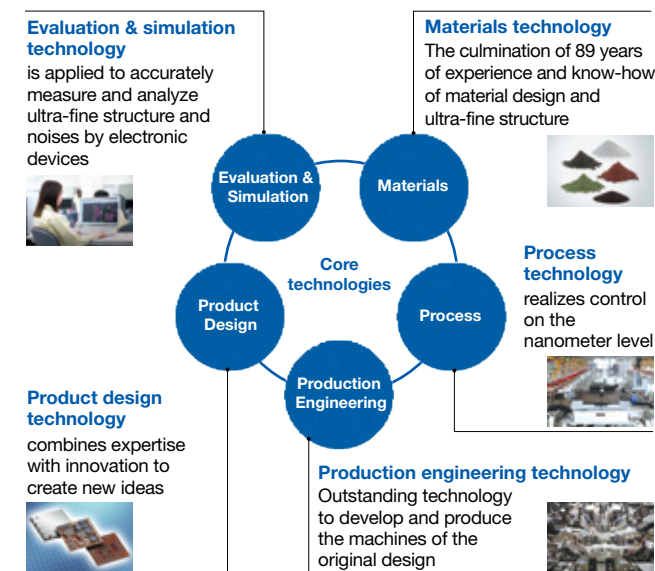 Evaluation & simulation
technology
is applied to accurately
measure and analyze
ultra-fine structure and
noises by electronic
devices
Materials technology
The culmination of 89 years
of experience and know-how
of material design and
ultra-fine structure
Evaluation &
Simulation
Materials
Core
technologies
Product
Design
Process
Production
Engineering
Process
technology
realizes control
on the
nanometer level
Product design
technology
combines expertise
with innovation to
create new ideas
Production engineering technology
Outstanding technology
to develop and produce
the machines of the
original design